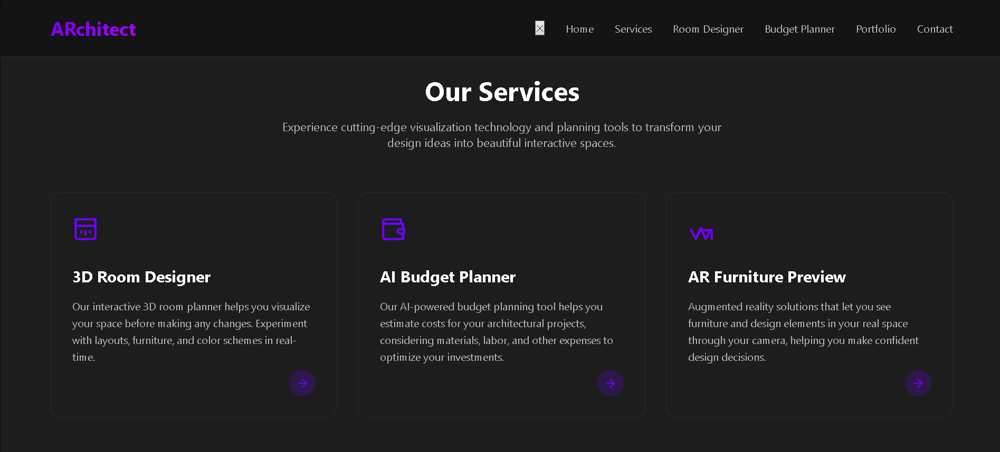 ARchitect
Home Services Room Designer Budget Planner Portfolio Contact
Our Services
Experience cutting-edge visualization technology and planning tools to transform your
design ideas into beautiful interactive spaces.
3D Room Designer
Our interactive 3D room planner helps you visualize
your space before making any changes. Experiment
with layouts, furniture, and color schemes in real-
time.
AI Budget Planner
Our AI-powered budget planning tool helps you
estimate costs for your architectural projects,
considering materials, labor, and other expenses to
optimize your investments.
AR Furniture Preview
Augmented reality solutions that let you see
furniture and design elements in your real space
through your camera, helping you make confident
design decisions.